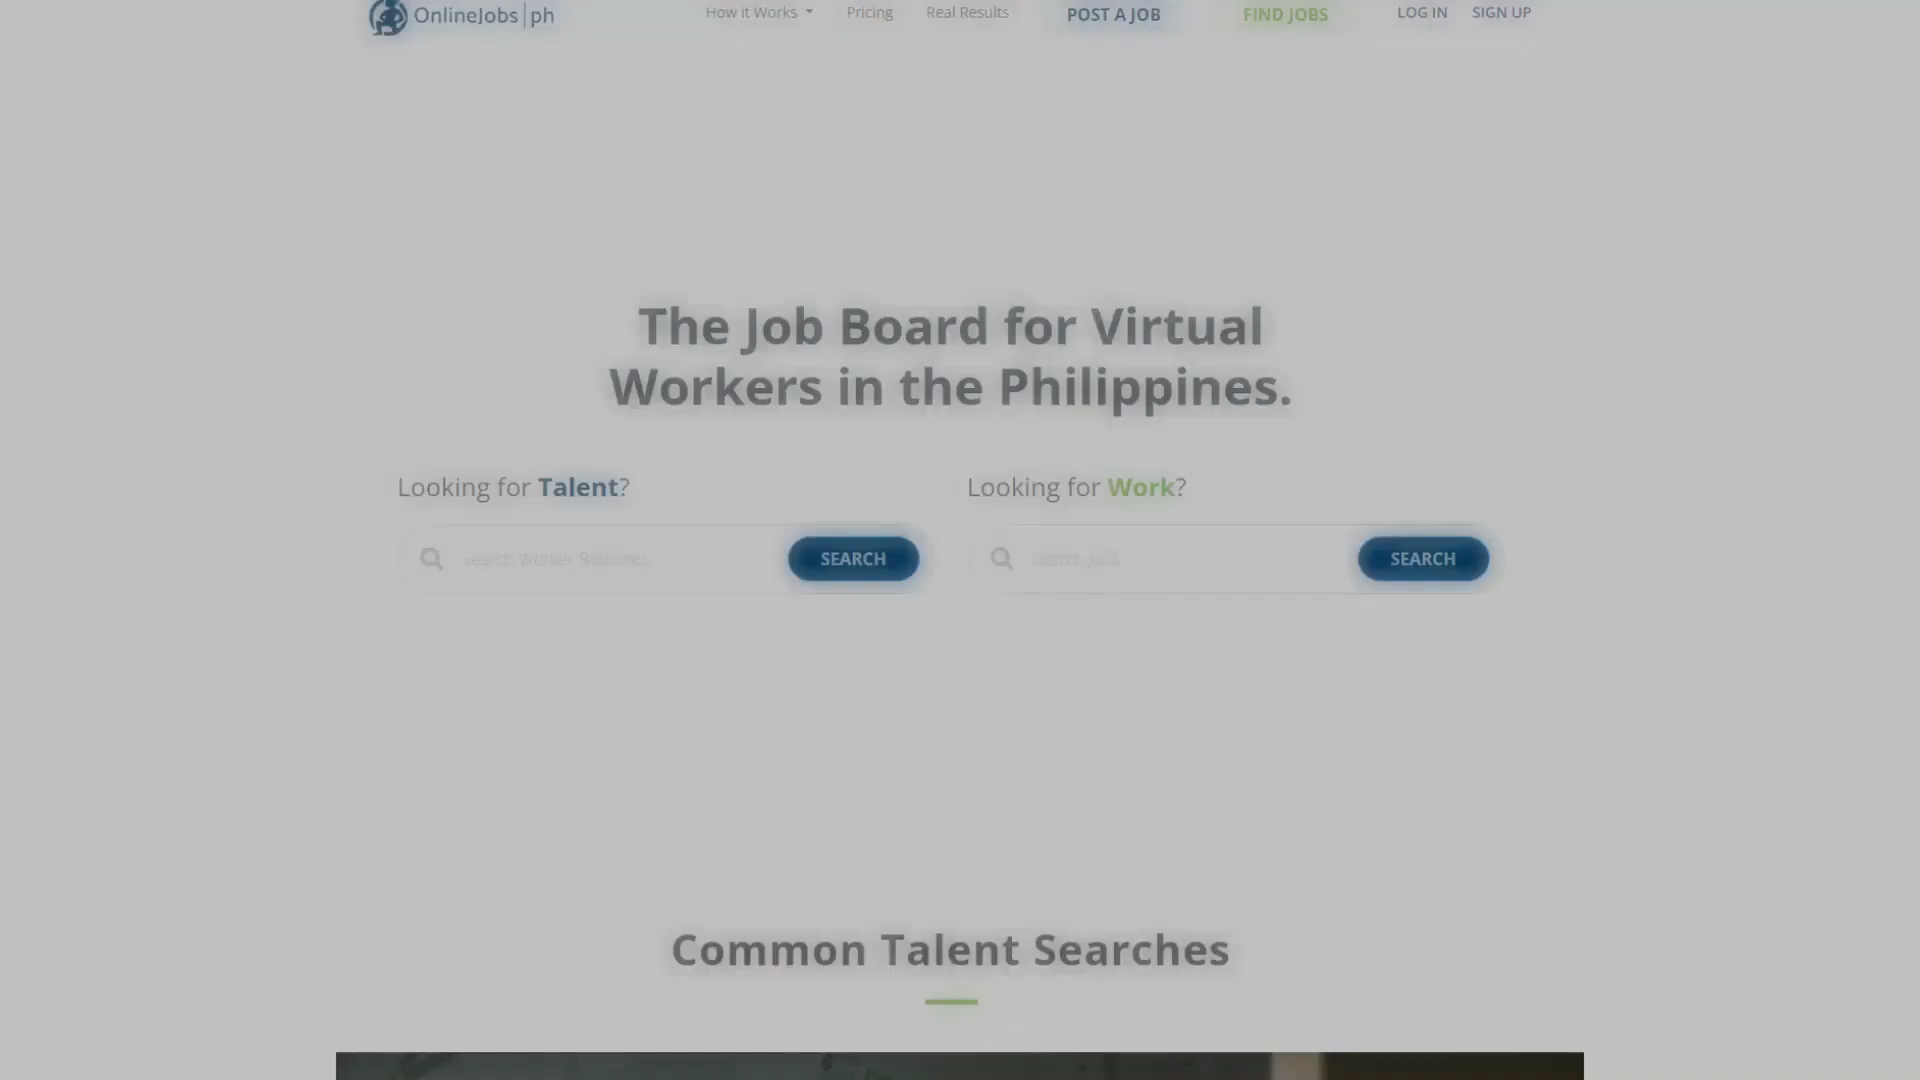 OnlineJobs ph
How it Works
Pricing
Real Results
POST A JOB
FIND JOBS
LOG IN
SIGN UP
The Job Board for Virtual
Workers in the Philippines.
Looking for Talent?
Looking for Work?
Search Worker Resumes
SEARCH
Search Jobs
SEARCH
Common Talent Searches